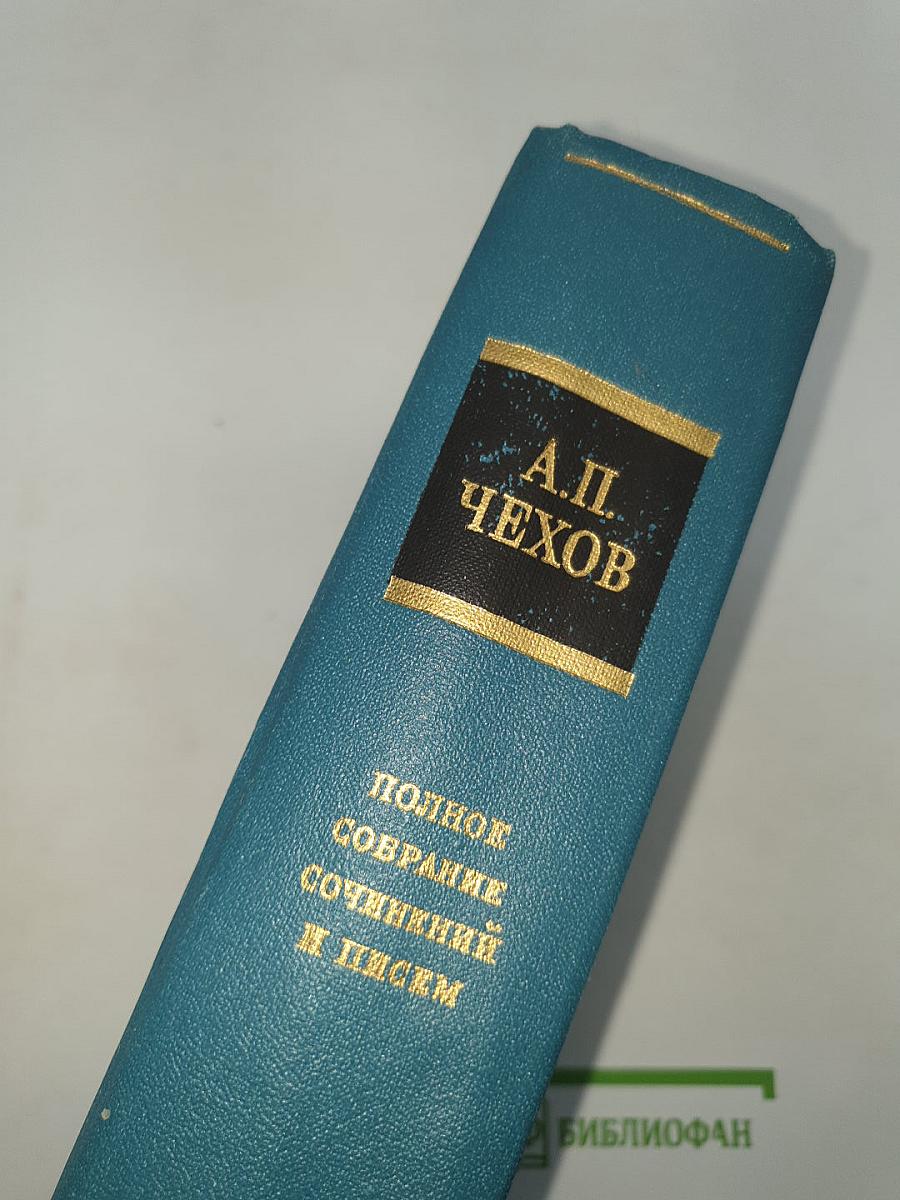 А.П.
ЧЕХОВ
ПОЛНОЕ
СОБРАНИЕ
СОЧИНЕНИЙ
И ПИСЕМ
БИБЛИОФАН